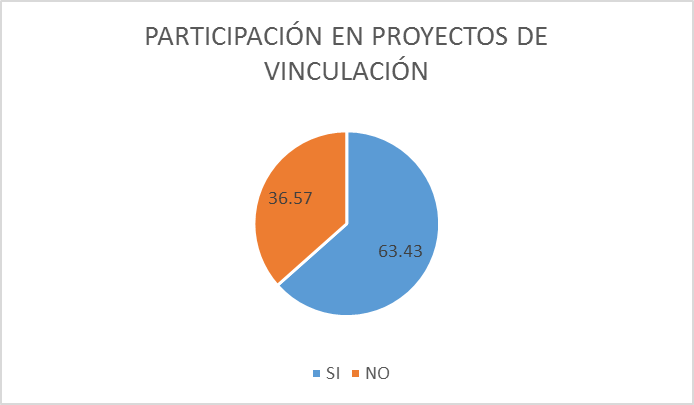 PARTICIPACIÓN EN PROYECTOS DE
VINCULACIÓN
36.57
63.43
SI NO